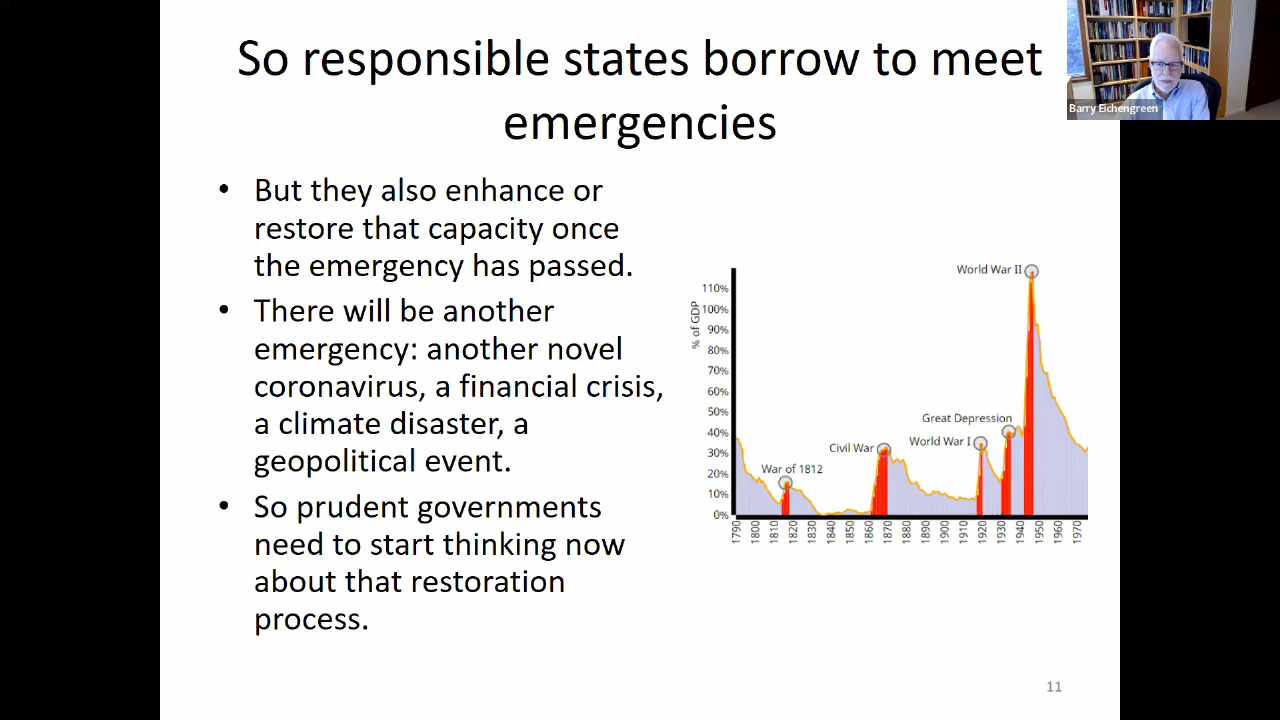 So responsible states borrow to meet
emergencies
Barry Eichengreen
• But they also enhance or
restore that capacity once
the emergency has passed.
• There will be another
emergency: another novel
coronavirus, a financial crisis,
a climate disaster, a
geopolitical event.
• So prudent governments
need to start thinking now
about that restoration
process.
% of GDP
110%
100%
90%
80%
70%
60%
50%
40%
30%
20%
10%
0%
War of 1812
Civil War
World War I
Great Depression
World War II
1790
1800
1810
1820
1830
1840
1850
1860
1870
1880
1890
1900
1910
1920
1930
1940
1950
1960
1970
11